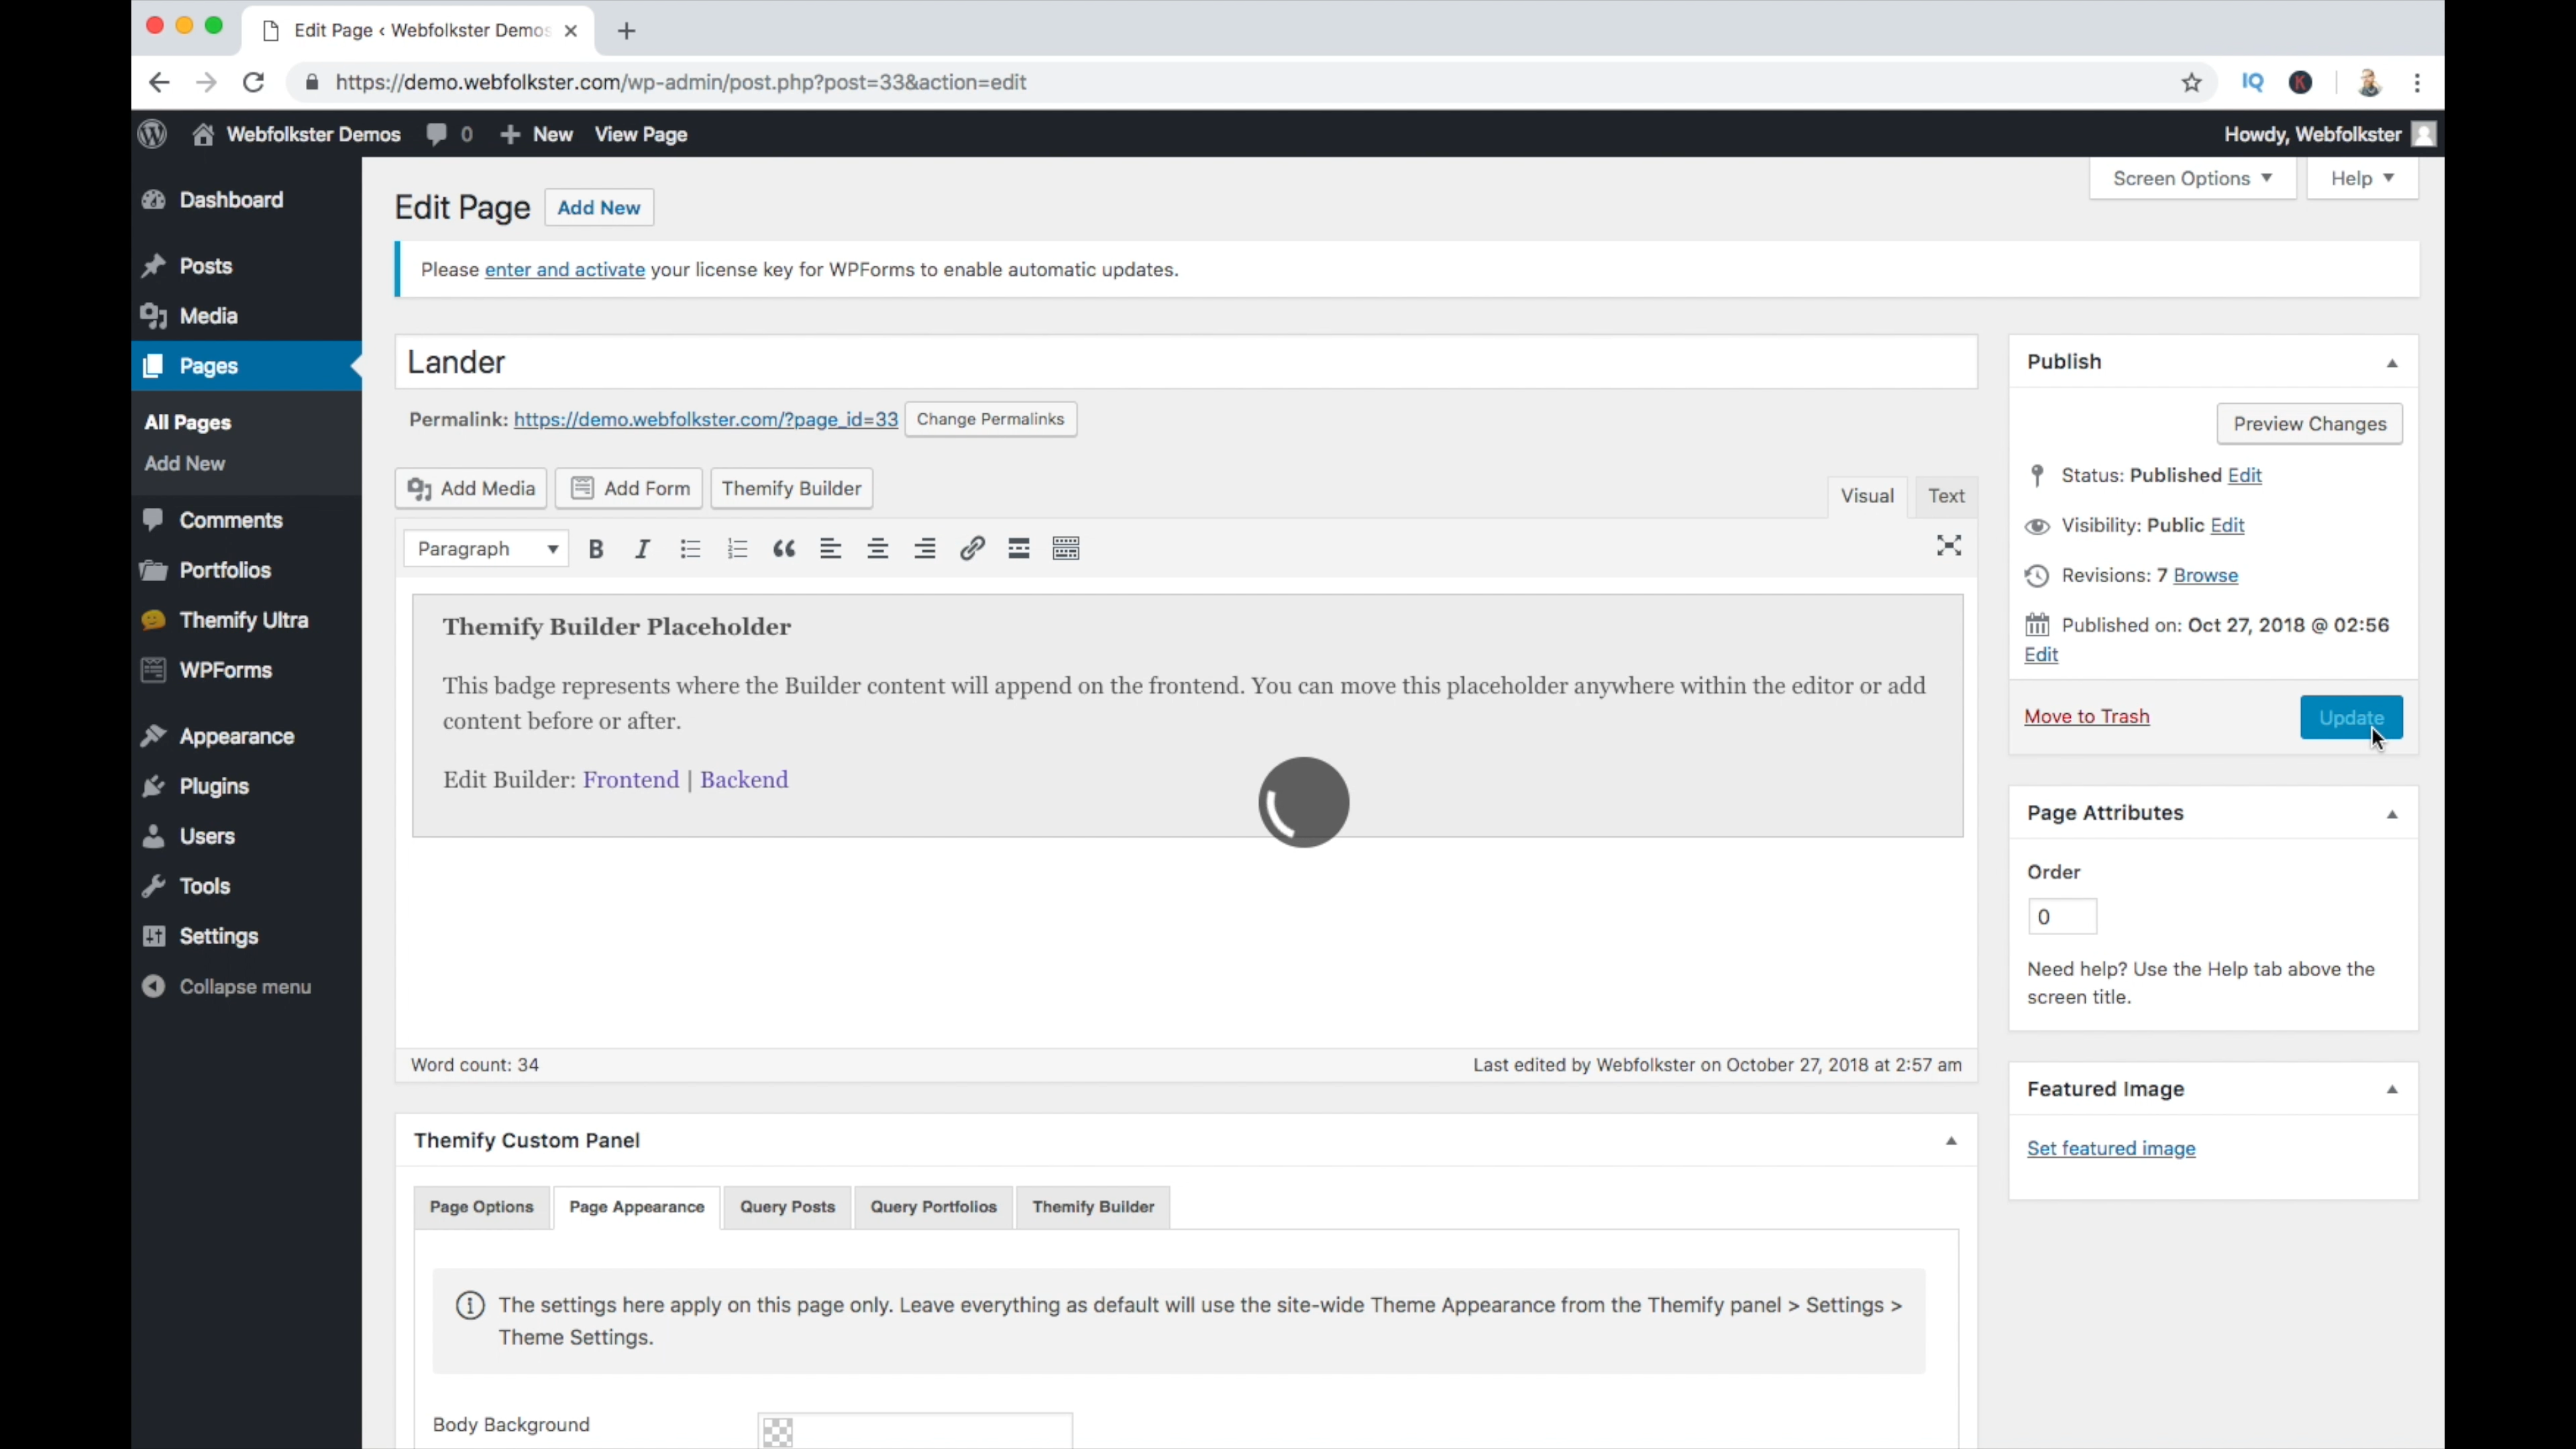 Edit Page ‹ Webfolkster Demos
https://demo.webfolkster.com/wp-admin/post.php?post=33&action=edit
IQ
K
Webfolkster Demos
0
New
View Page
Howdy, Webfolkster
Dashboard
Posts
Media
Pages
All Pages
Add New
Comments
Portfolios
Themify Ultra
WPForms
Appearance
Plugins
Users
Tools
Settings
Collapse menu
Screen Options
Help
Edit Page
Add New
Please enter and activate your license key for WPForms to enable automatic updates.
Lander
Permalink: https://demo.webfolkster.com/?page_id=33
Change Permalinks
Add Media
Add Form
Themify Builder
Visual
Text
Paragraph
B
I
Themify Builder Placeholder
This badge represents where the Builder content will append on the frontend. You can move this placeholder anywhere within the editor or add
content before or after.
Edit Builder: Frontend | Backend
Word count: 34
Last edited by Webfolkster on October 27, 2018 at 2:57 am
Themify Custom Panel
Page Options
Page Appearance
Query Posts
Query Portfolios
Themify Builder
The settings here apply on this page only. Leave everything as default will use the site-wide Theme Appearance from the Themify panel > Settings >
Theme Settings.
Body Background
Publish
Preview Changes
Status: Published Edit
Visibility: Public Edit
Revisions: 7 Browse
Published on: Oct 27, 2018 @ 02:56
Edit
Move to Trash
Update
Page Attributes
Order
0
Need help? Use the Help tab above the
screen title.
Featured Image
Set featured image